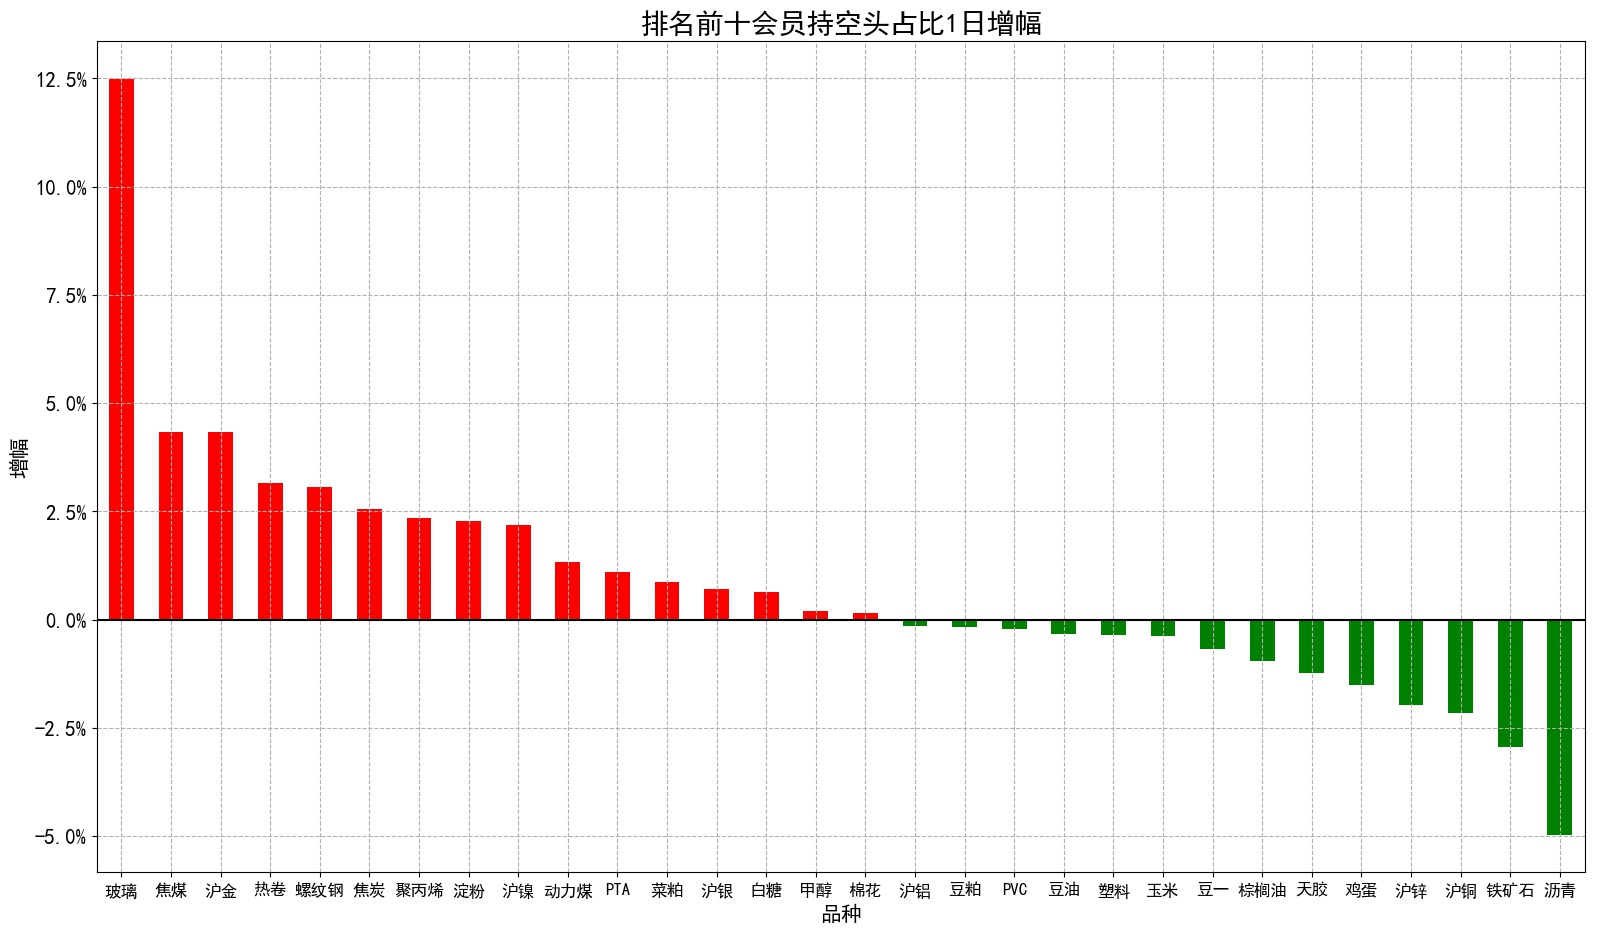 排名前十会员持空头占比1日增幅
12.5%
10.0%
7.5%
5.0%
2.5%
0.0%
−2.5%
−5.0%
增幅
玻璃 焦煤 沪金 热卷 螺纹钢 焦炭 聚丙烯 淀粉 沪镍 动力煤 PTA 菜粕 沪银 白糖 甲醇 棉花 沪铝 豆粕 PVC 豆油 塑料 玉米 豆一 棕榈油 天胶 鸡蛋 沪锌 沪铜 铁矿石 沥青
品种